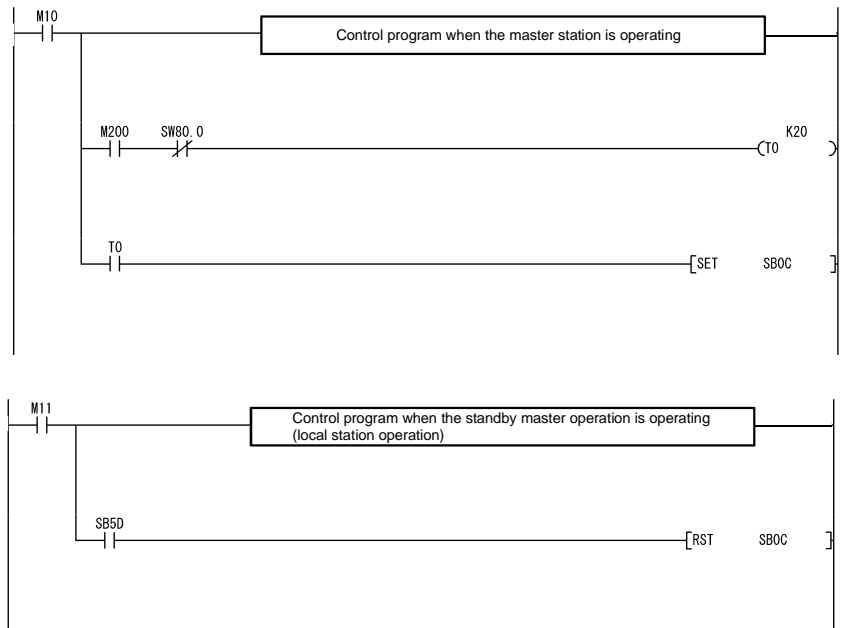 M10
Control program when the master station is operating
M200 SW80.0 K20
T0
T0
SET SB0C
M11
Control program when the standby master operation is operating
(local station operation)
SB5D
RST SB0C